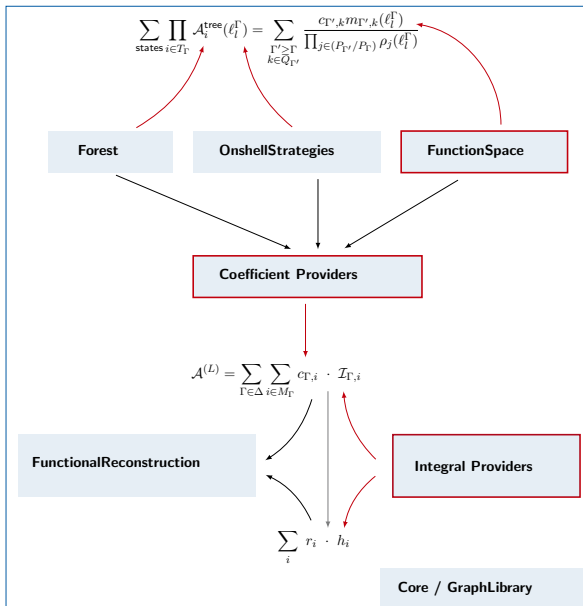 $$\sum_{\text{states}} \prod_{i \in T_\Gamma} \mathcal{A}_i^{\text{tree}}(\ell_l^\Gamma) = \sum_{\substack{\Gamma' \geq \Gamma \\ k \in Q_{\Gamma'}}} \frac{c_{\Gamma',k} m_{\Gamma',k}(\ell_l^\Gamma)}{\prod_{j \in (P_{\Gamma'}/P_\Gamma)} \rho_j(\ell_l^\Gamma)}$$
Forest OnshellStrategies FunctionSpace
Coefficient Providers
$$\mathcal{A}^{(L)} = \sum_{\Gamma \in \Delta} \sum_{i \in M_\Gamma} c_{\Gamma,i} \cdot \mathcal{I}_{\Gamma,i}$$
FunctionalReconstruction Integral Providers
$$\sum_i r_i \cdot h_i$$
Core / GraphLibrary